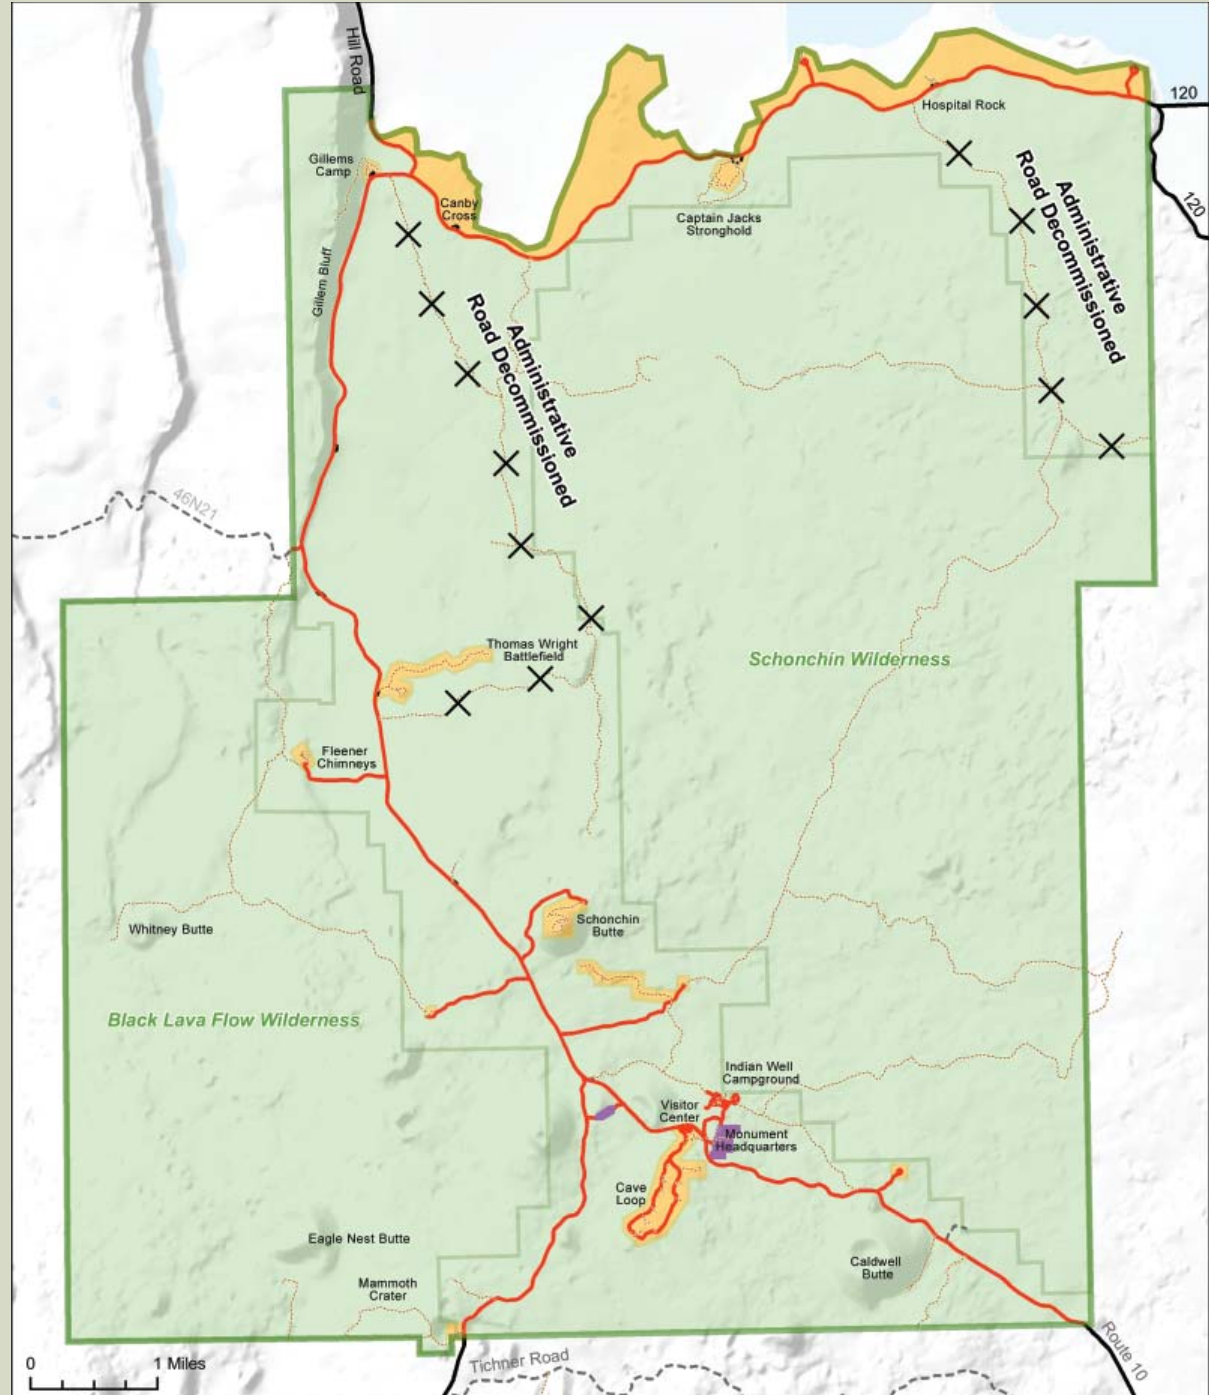 Hill Road
120
Hospital Rock
Gillems
Camp
Canby
Cross
Captain Jacks
Stronghold
Administrative
Road Decommissioned
120
Gillem Bluff
Administrative
Road Decommissioned
46N21
Thomas Wright
Battlefield
Schonchin Wilderness
Fleener
Chimneys
Whitney Butte
Schonchin
Butte
Black Lava Flow Wilderness
Indian Well
Campground
Visitor
Center
Monument
Headquarters
Cave
Loop
Eagle Nest Butte
Caldwell
Butte
Mammoth
Crater
Route 10
Tichner Road
0 1 Miles